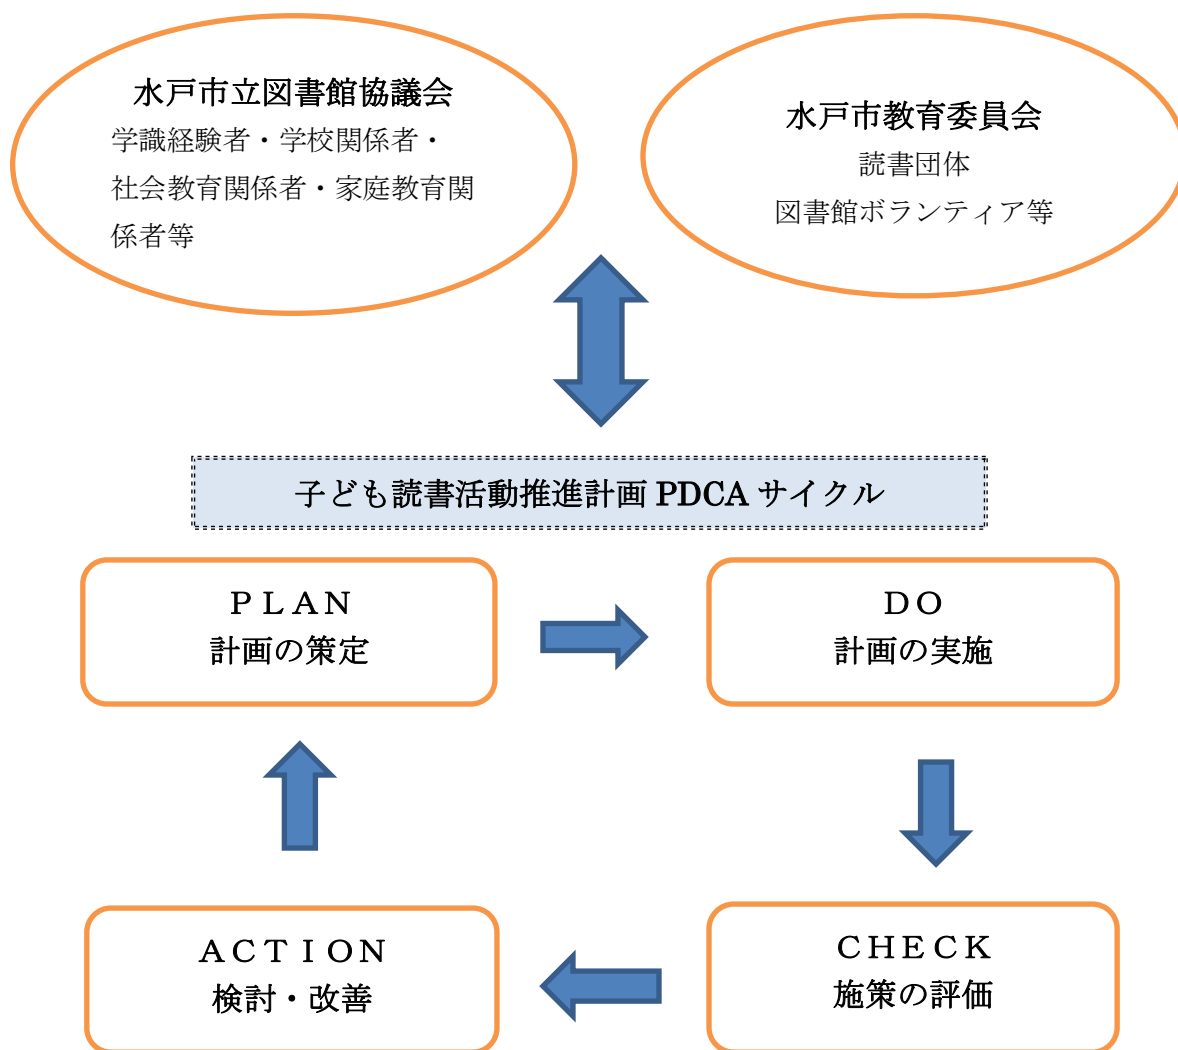 水戸市立図書館協議会
学識経験者・学校関係者・
社会教育関係者・家庭教育関
係者等
水戸市教育委員会
読書団体
図書館ボランティア等
子ども読書活動推進計画 PDCA サイクル
ＰＬＡＮ
計画の策定
ＤＯ
計画の実施
ＡＣＴＩＯＮ
検討・改善
ＣＨＥＣＫ
施策の評価